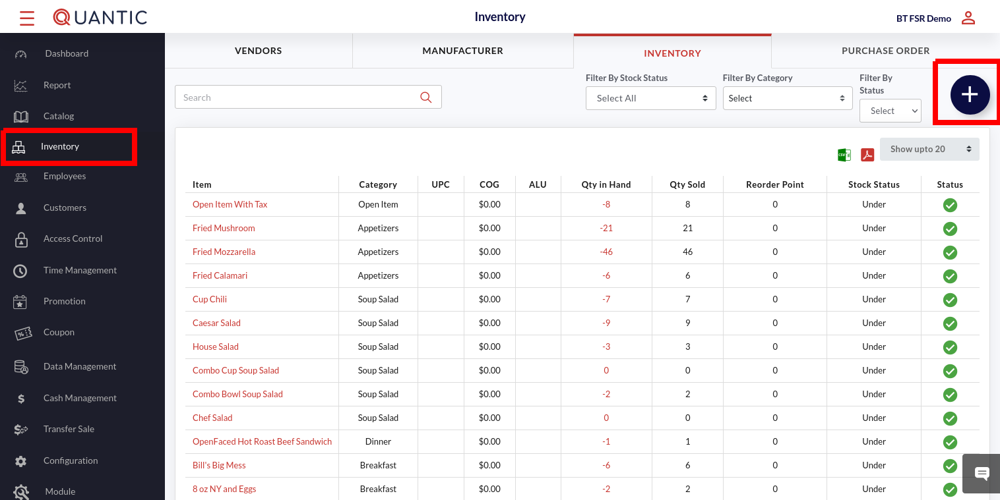 QUANTIC
Inventory
BT FSR Demo
Dashboard
Report
Catalog
Inventory
Employees
Customers
Access Control
Time Management
Promotion
Coupon
Data Management
Cash Management
Transfer Sale
Configuration
Module
VENDORS MANUFACTURER INVENTORY PURCHASE ORDER
Search
Filter By Stock Status
Select All
Filter By Category
Select
Filter By
Status
Select
CSV
Show upto 20
Item Category UPC COG ALU Qty in Hand Qty Sold Reorder Point Stock Status Status
Open Item With Tax Open Item $0.00 -8 8 0 Under
Fried Mushroom Appetizers $0.00 -21 21 0 Under
Fried Mozzarella Appetizers $0.00 -46 46 0 Under
Fried Calamari Appetizers $0.00 -6 6 0 Under
Cup Chili Soup Salad $0.00 -7 7 0 Under
Caesar Salad Soup Salad $0.00 -9 9 0 Under
House Salad Soup Salad $0.00 -3 3 0 Under
Combo Cup Soup Salad Soup Salad $0.00 0 0 0 Under
Combo Bowl Soup Salad Soup Salad $0.00 -2 2 0 Under
Chef Salad Soup Salad $0.00 0 0 0 Under
OpenFaced Hot Roast Beef Sandwich Dinner $0.00 -1 1 0 Under
Bill's Big Mess Breakfast $0.00 -6 6 0 Under
8 oz NY and Eggs Breakfast $0.00 -2 2 0 Under